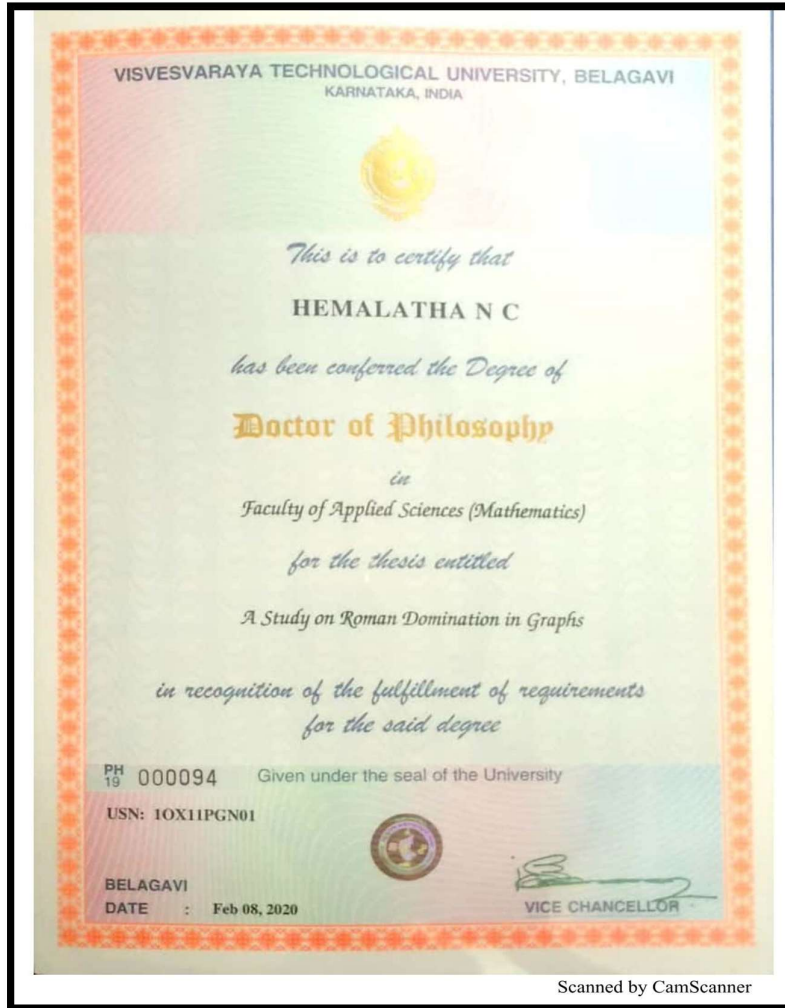 VISVESVARAYA TECHNOLOGICAL UNIVERSITY, BELAGAVI
KARNATAKA, INDIA
This is to certify that
HEMALATHA N C
has been conferred the Degree of
Doctor of Philosophy
in
Faculty of Applied Sciences (Mathematics)
for the thesis entitled
A Study on Roman Domination in Graphs
in recognition of the fulfillment of requirements
for the said degree
PH
19 000094 Given under the seal of the University
USN: 1OX11PGN01
BELAGAVI
DATE : Feb 08, 2020
VICE CHANCELLOR
Scanned by CamScanner